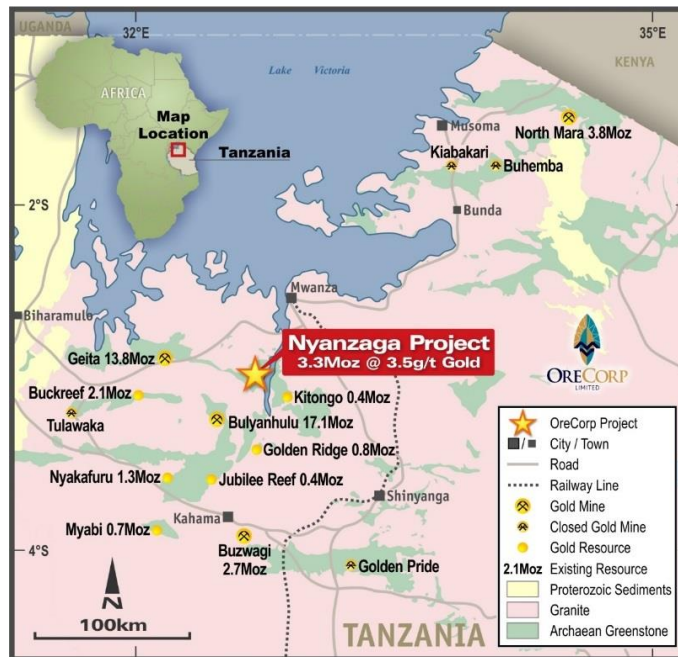 UGANDA
32°E
35°E
KENYA
Lake Victoria
AFRICA
Map
Location
Tanzania
Musoma
North Mara 3.8Moz
Kiabakari
Buhemba
2°S
Bunda
Mwanza
Biharamulo
Nyanzaga Project
3.3Moz @ 3.5g/t Gold
Geita 13.8Moz
ORECORP
LIMITED
Buckreef 2.1Moz
Kitongo 0.4Moz
Tulawaka
Bulyanhulu 17.1Moz
Golden Ridge 0.8Moz
Nyakafuru 1.3Moz
Jubilee Reef 0.4Moz
Shinyanga
Kahama
Myabi 0.7Moz
Buzwagi
2.7Moz
4°S
Golden Pride
N
100km
TANZANIA
OreCorp Project
City / Town
Road
Railway Line
Gold Mine
Closed Gold Mine
Gold Resource
2.1Moz Existing Resource
Proterozoic Sediments
Granite
Archaean Greenstone